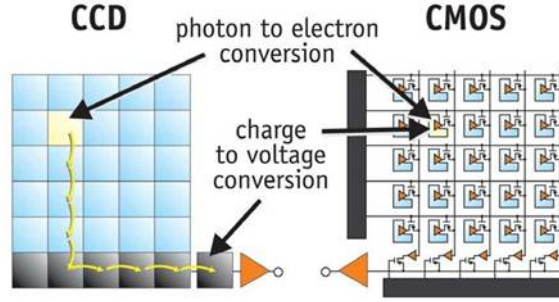 CCD
CMOS
photon to electron
conversion
charge
to voltage
conversion